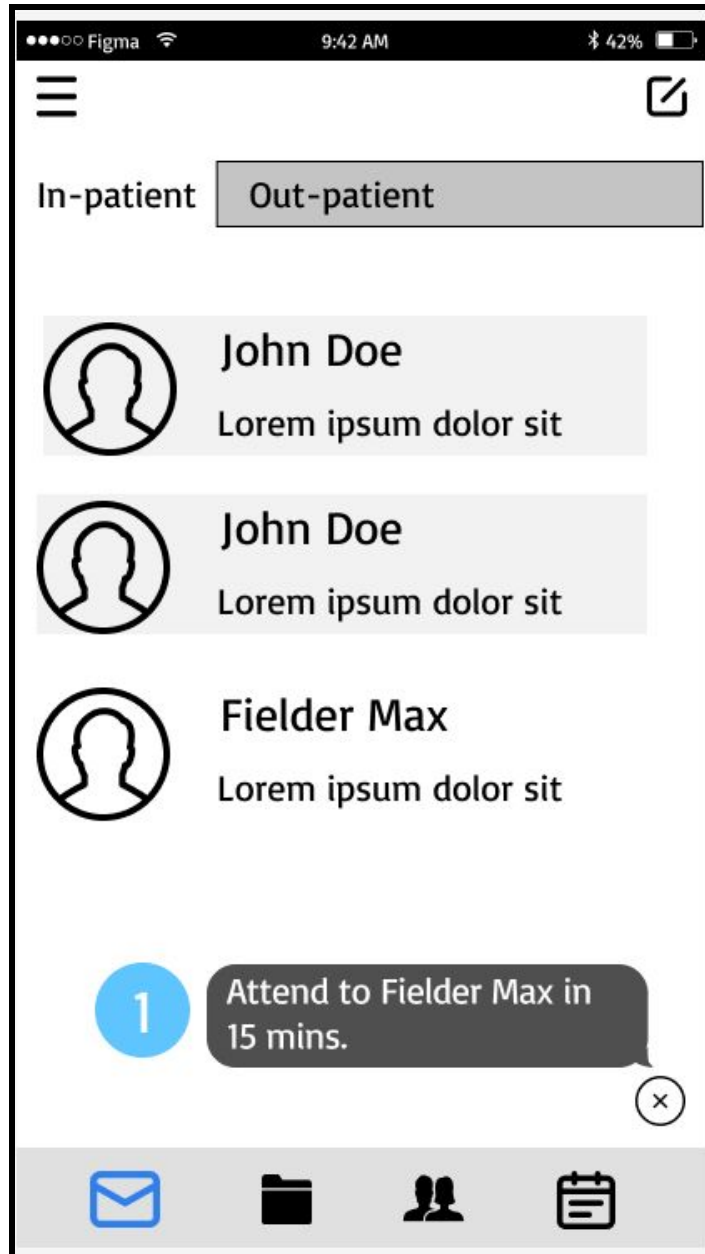 Figma 9:42 AM 42%
In-patient Out-patient
John Doe
Lorem ipsum dolor sit
John Doe
Lorem ipsum dolor sit
Fielder Max
Lorem ipsum dolor sit
1
Attend to Fielder Max in
15 mins.